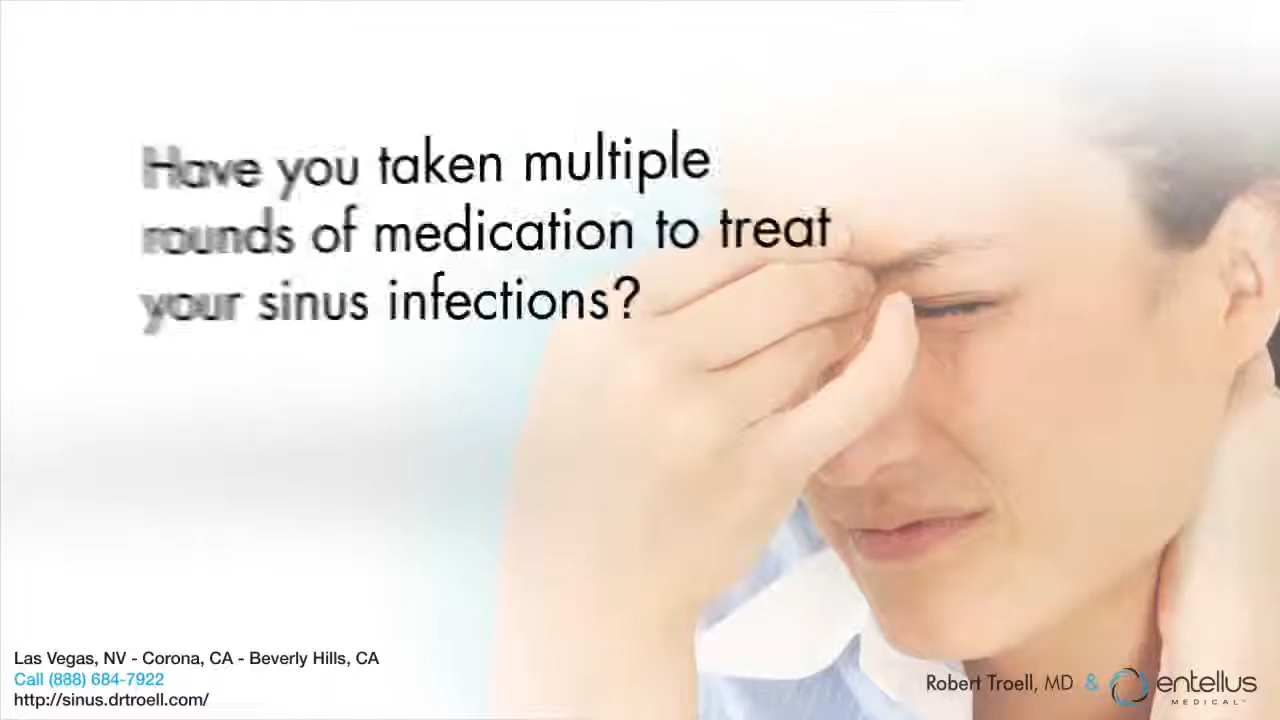 Have you taken multiple
rounds of medication to treat
your sinus infections?
Las Vegas, NV - Corona, CA - Beverly Hills, CA
Call (888) 684-7922
http://sinus.drtroell.com/
Robert Troell, MD & entellus
MEDICAL™